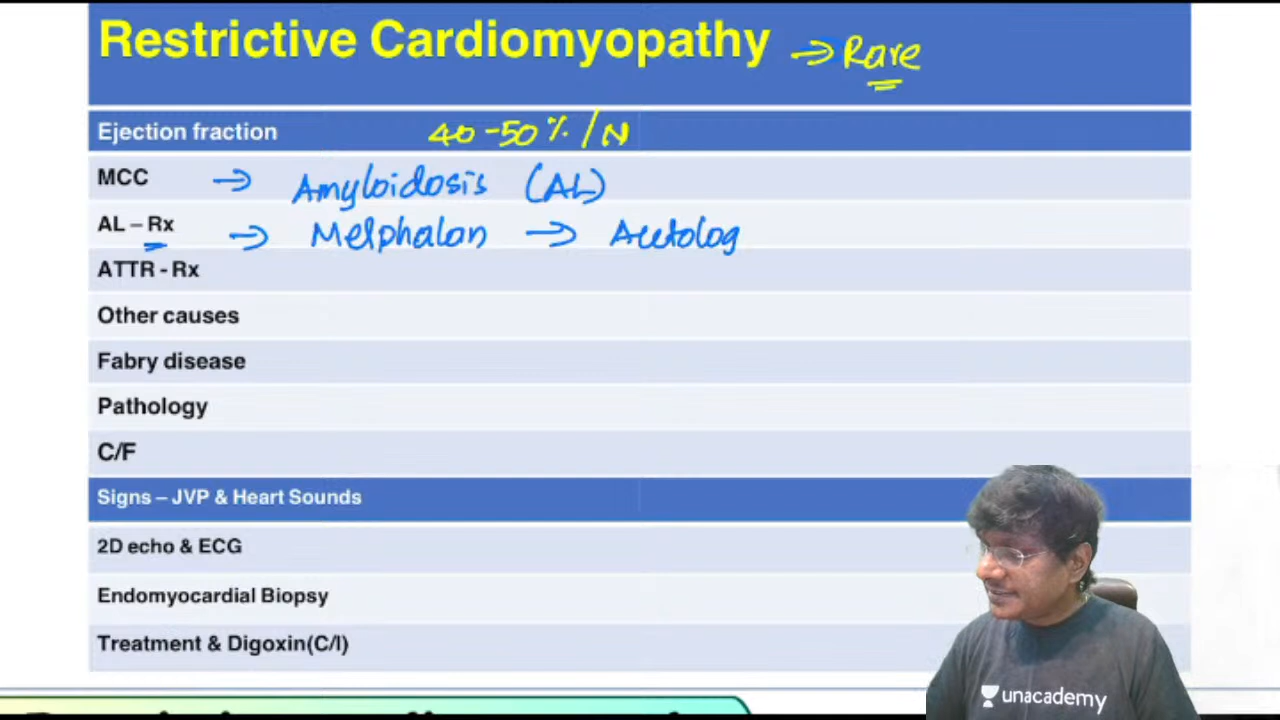 Restrictive Cardiomyopathy → Rare
Ejection fraction 40-50% / N
MCC → Amyloidosis (AL)
AL – Rx → Melphalan → Autolog
ATTR - Rx
Other causes
Fabry disease
Pathology
C/F
Signs – JVP & Heart Sounds
2D echo & ECG
Endomyocardial Biopsy
Treatment & Digoxin(C/I)
unacademy